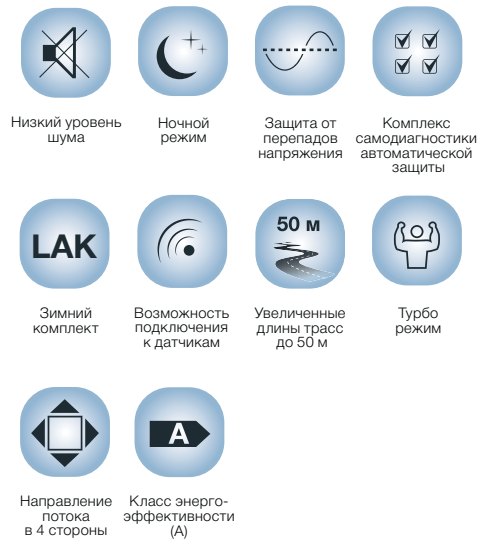 Низкий уровень
шума
Ночной
режим
Защита от
перепадов
напряжения
Комплекс
самодиагностики
автоматической
защиты
LAK
Зимний
комплект
Возможность
подключения
к датчикам
50 м
Увеличенные
длины трасс
до 50 м
Турбо
режим
Направление
потока
в 4 стороны
A
Класс энерго-
эффективности
(А)